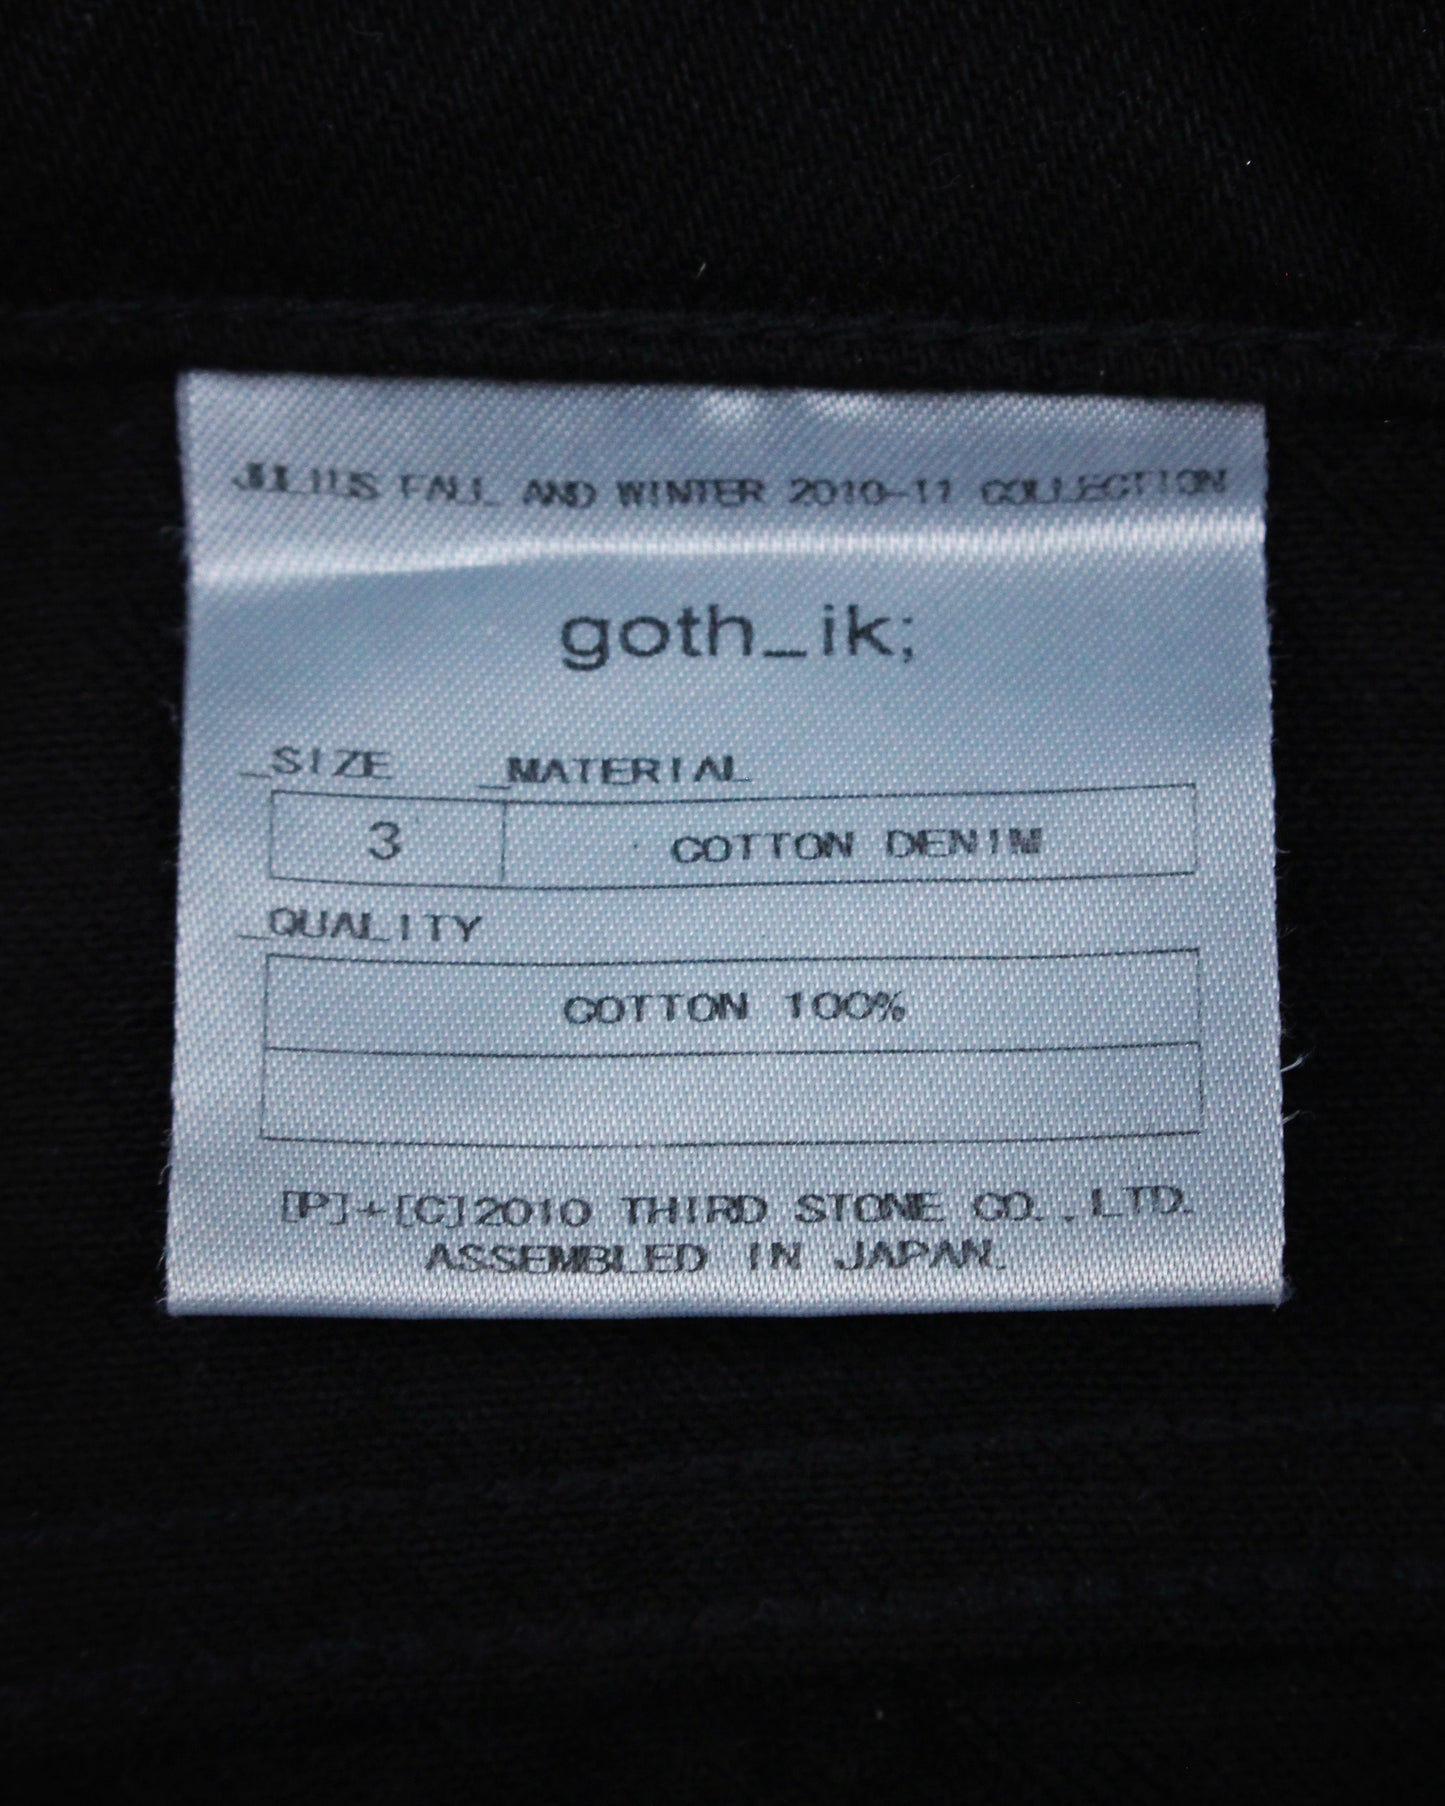 JULIUS FALL AND WINTER 2010-11 COLLECTION
goth_ik;
_SIZE _MATERIAL
3 COTTON DENIM
_QUALITY
COTTON 100%
[P]+[C]2010 THIRD STONE CO.,LTD.
ASSEMBLED IN JAPAN.